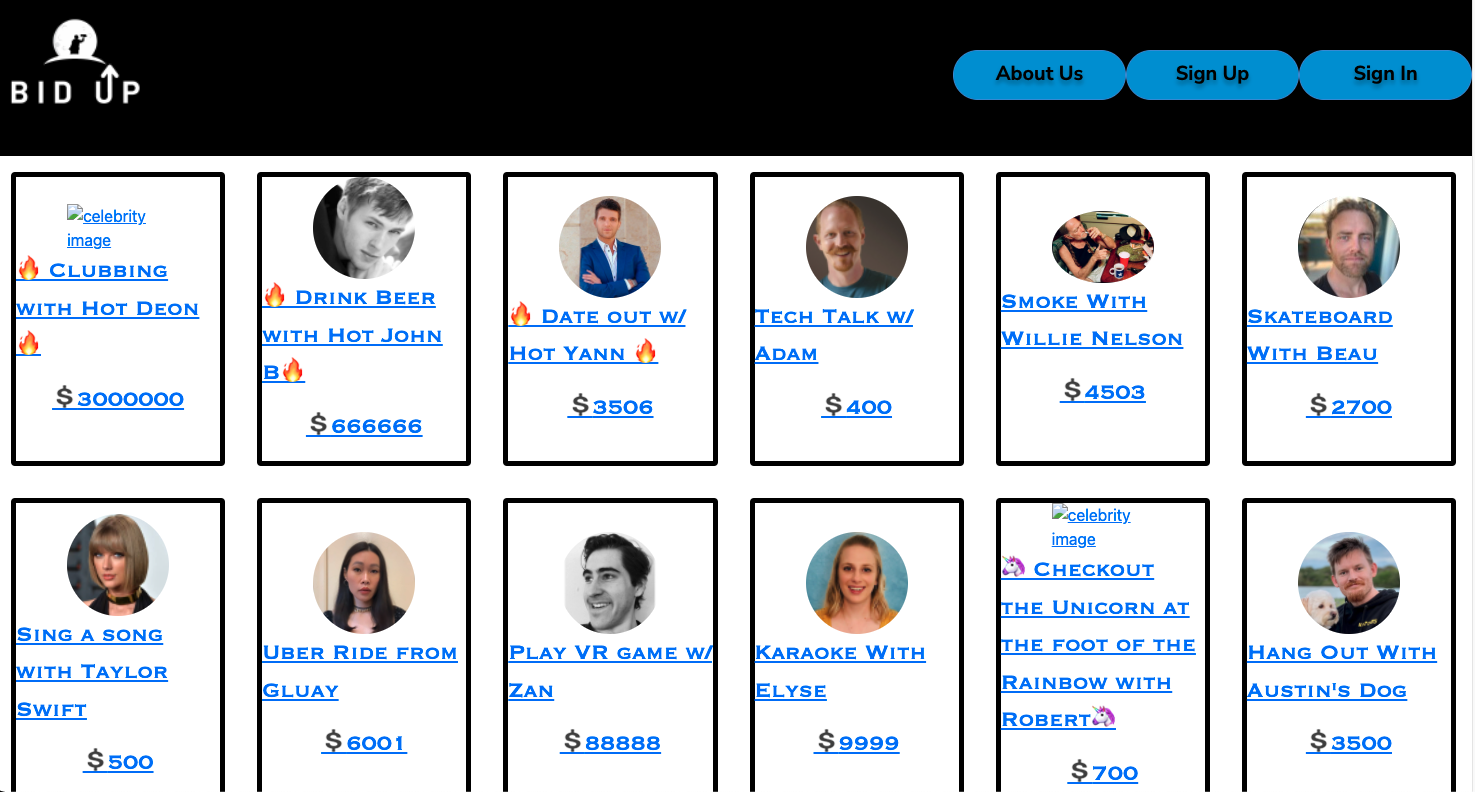 BID UP
About Us
Sign Up
Sign In
celebrity
image
🔥 Clubbing
with Hot Deon
🔥
$3000000
🔥 Drink Beer
with Hot John
B🔥
$666666
🔥 Date out w/
Hot Yann 🔥
$3506
Tech Talk w/
Adam
$400
Smoke With
Willie Nelson
$4503
Skateboard
With Beau
$2700
Sing a song
with Taylor
Swift
$500
Uber Ride from
Gluay
$6001
Play VR game w/
Zan
$88888
Karaoke With
Elyse
$9999
celebrity
image
🦄 Checkout
the Unicorn at
the foot of the
Rainbow with
Robert🦄
$700
Hang Out With
Austin's Dog
$3500